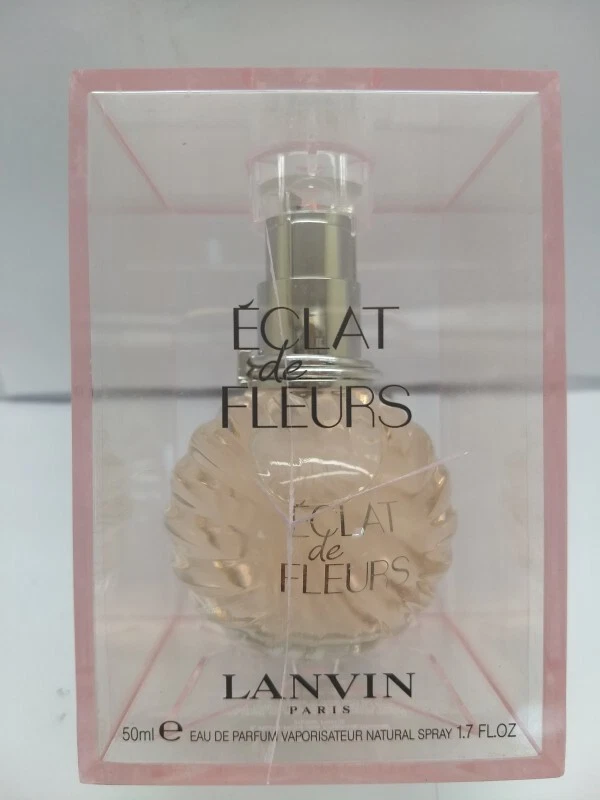 ÉCLAT
de
FLEURS
ÉCLAT
de
FLEURS
LANVIN
PARIS
50ml e EAU DE PARFUM VAPORISATEUR NATURAL SPRAY 1.7 FL.OZ